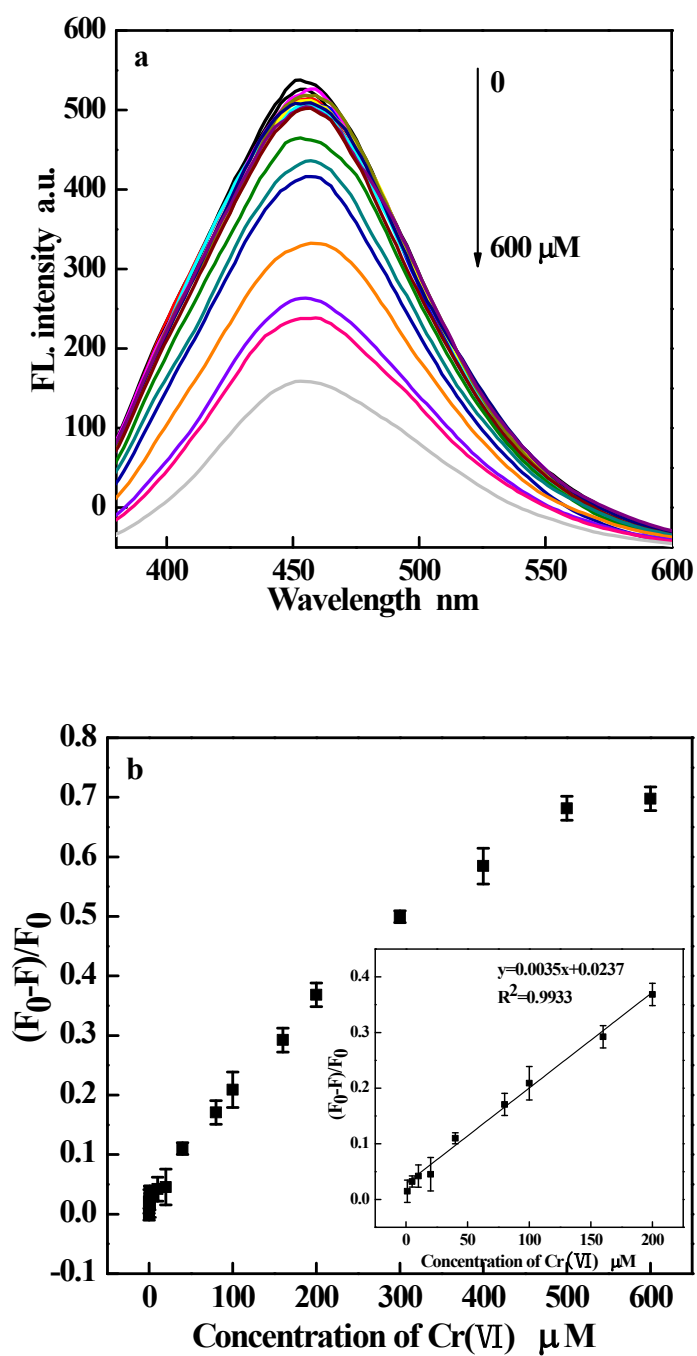 a
0
600 μM
600
500
400
300
200
100
0
FL. intensity a.u.
400 450 500 550 600
Wavelength nm
b
0.8
0.7
0.6
0.5
0.4
0.3
0.2
0.1
0.0
-0.1
(F0-F)/F0
y=0.0035x+0.0237
R2=0.9933
0.4
0.2
0.0
(F0-F)/F0
0 50 100 150 200
Concentration of Cr(Ⅵ) μM
0 100 200 300 400 500 600
Concentration of Cr(Ⅵ) μM